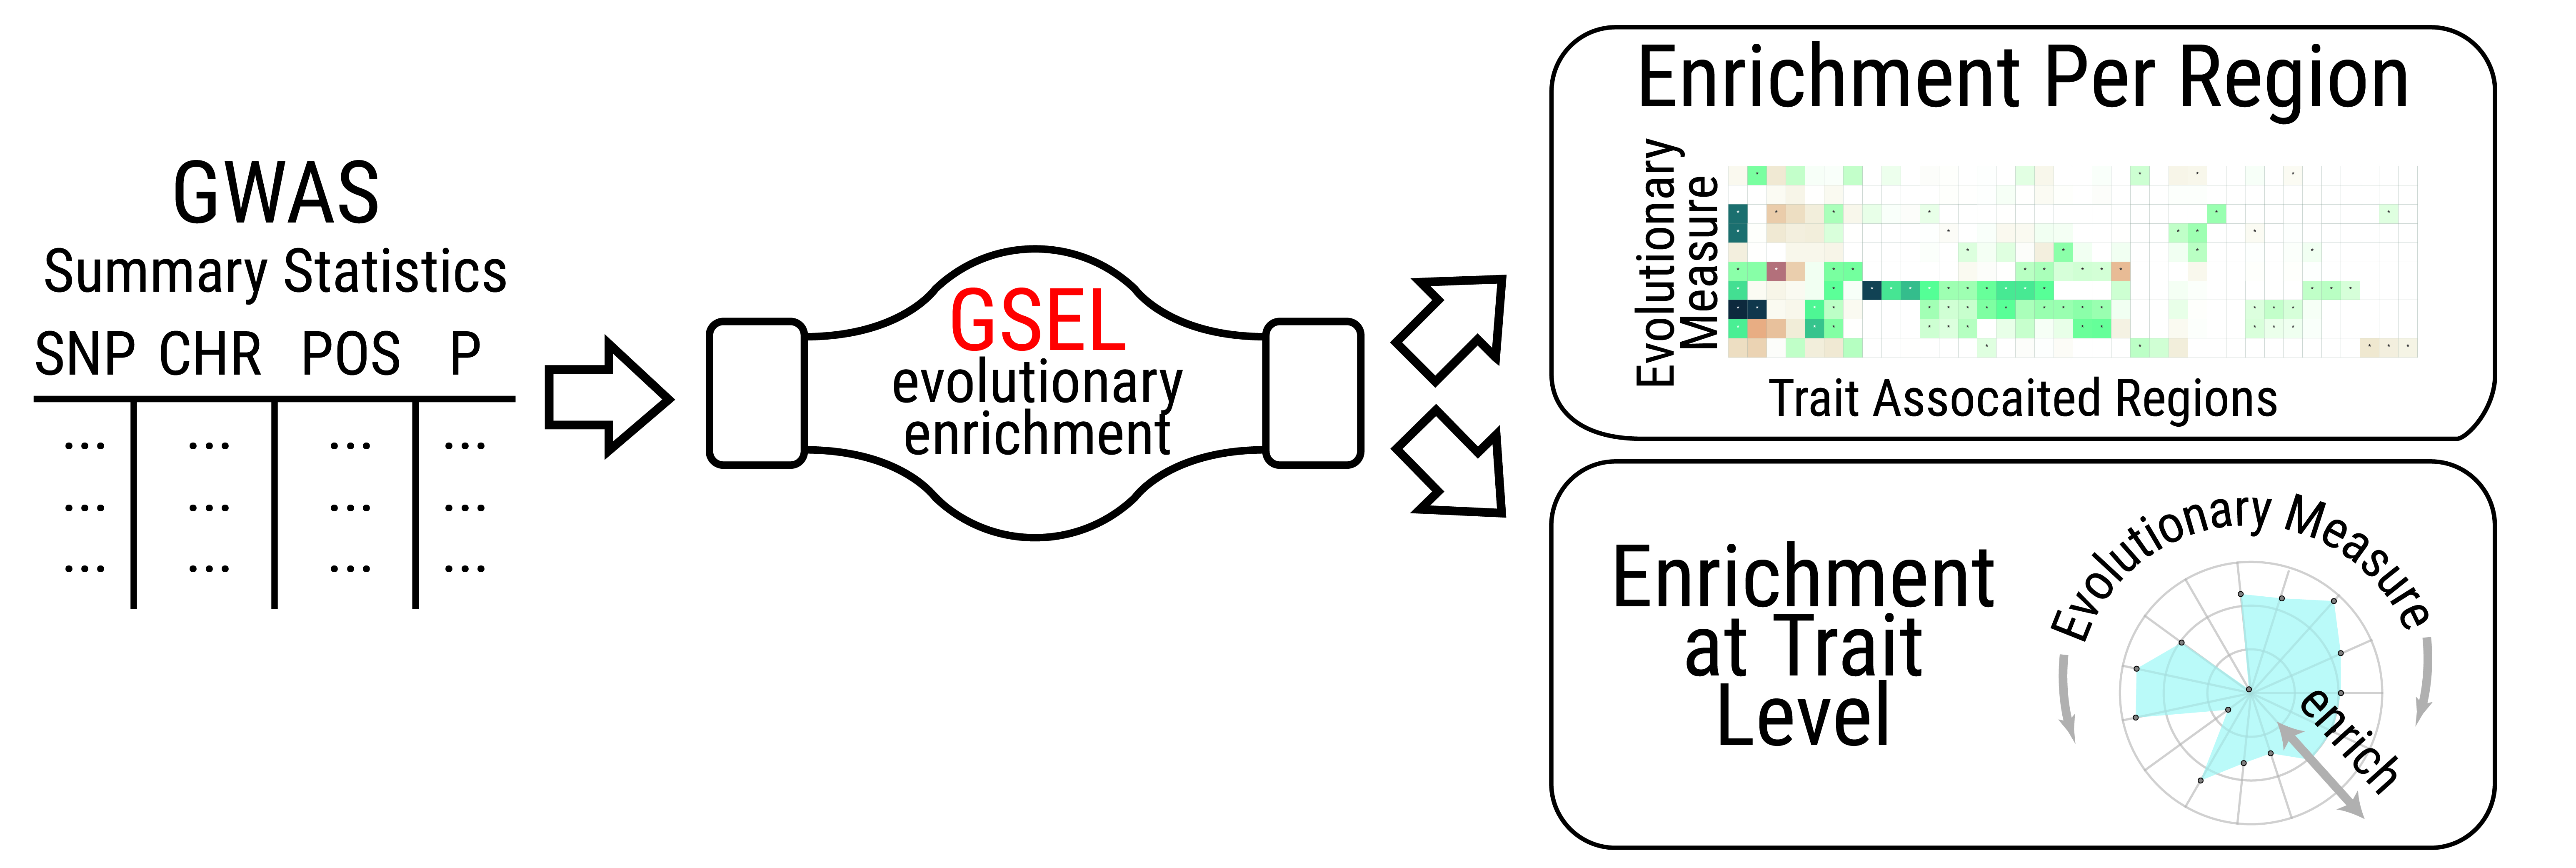 GWAS
Summary Statistics
SNP CHR POS P
... ... ... ...
... ... ... ...
... ... ... ...
GSEL
evolutionary
enrichment
Enrichment Per Region
Evolutionary
Measure
Trait Assocaited Regions
Enrichment
at Trait
Level
Evolutionary Measure
enrich